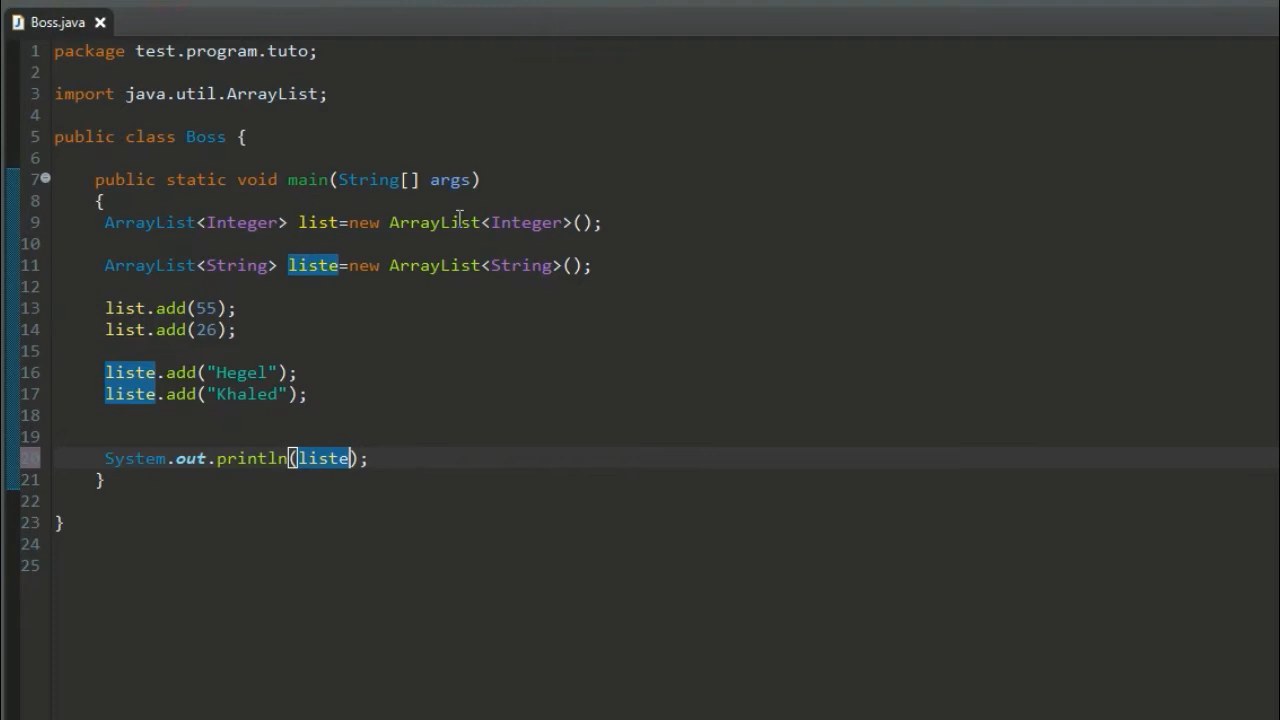 Boss.java
1 package test.program.tuto;
2
3 import java.util.ArrayList;
4
5 public class Boss {
6
7 public static void main(String[] args)
8 {
9 ArrayList<Integer> list=new ArrayList<Integer>();
10
11 ArrayList<String> liste=new ArrayList<String>();
12
13 list.add(55);
14 list.add(26);
15
16 liste.add("Hegel");
17 liste.add("Khaled");
18
19
20 System.out.println(liste);
21 }
22
23 }
24
25